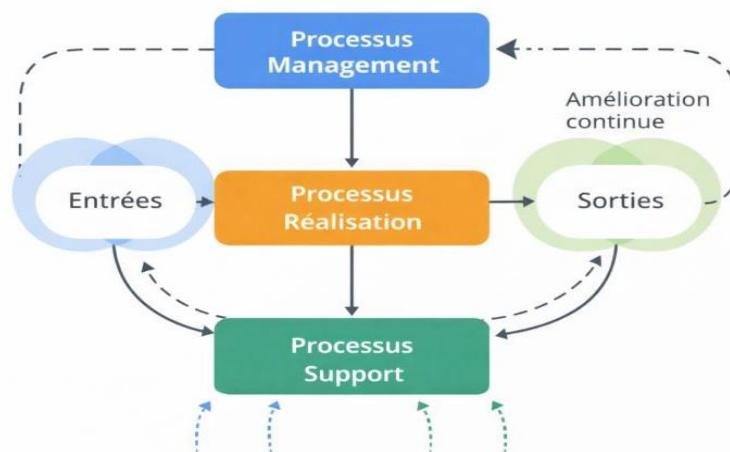 Processus
Management
Amélioration
continue
Entrées
Processus
Réalisation
Sorties
Processus
Support